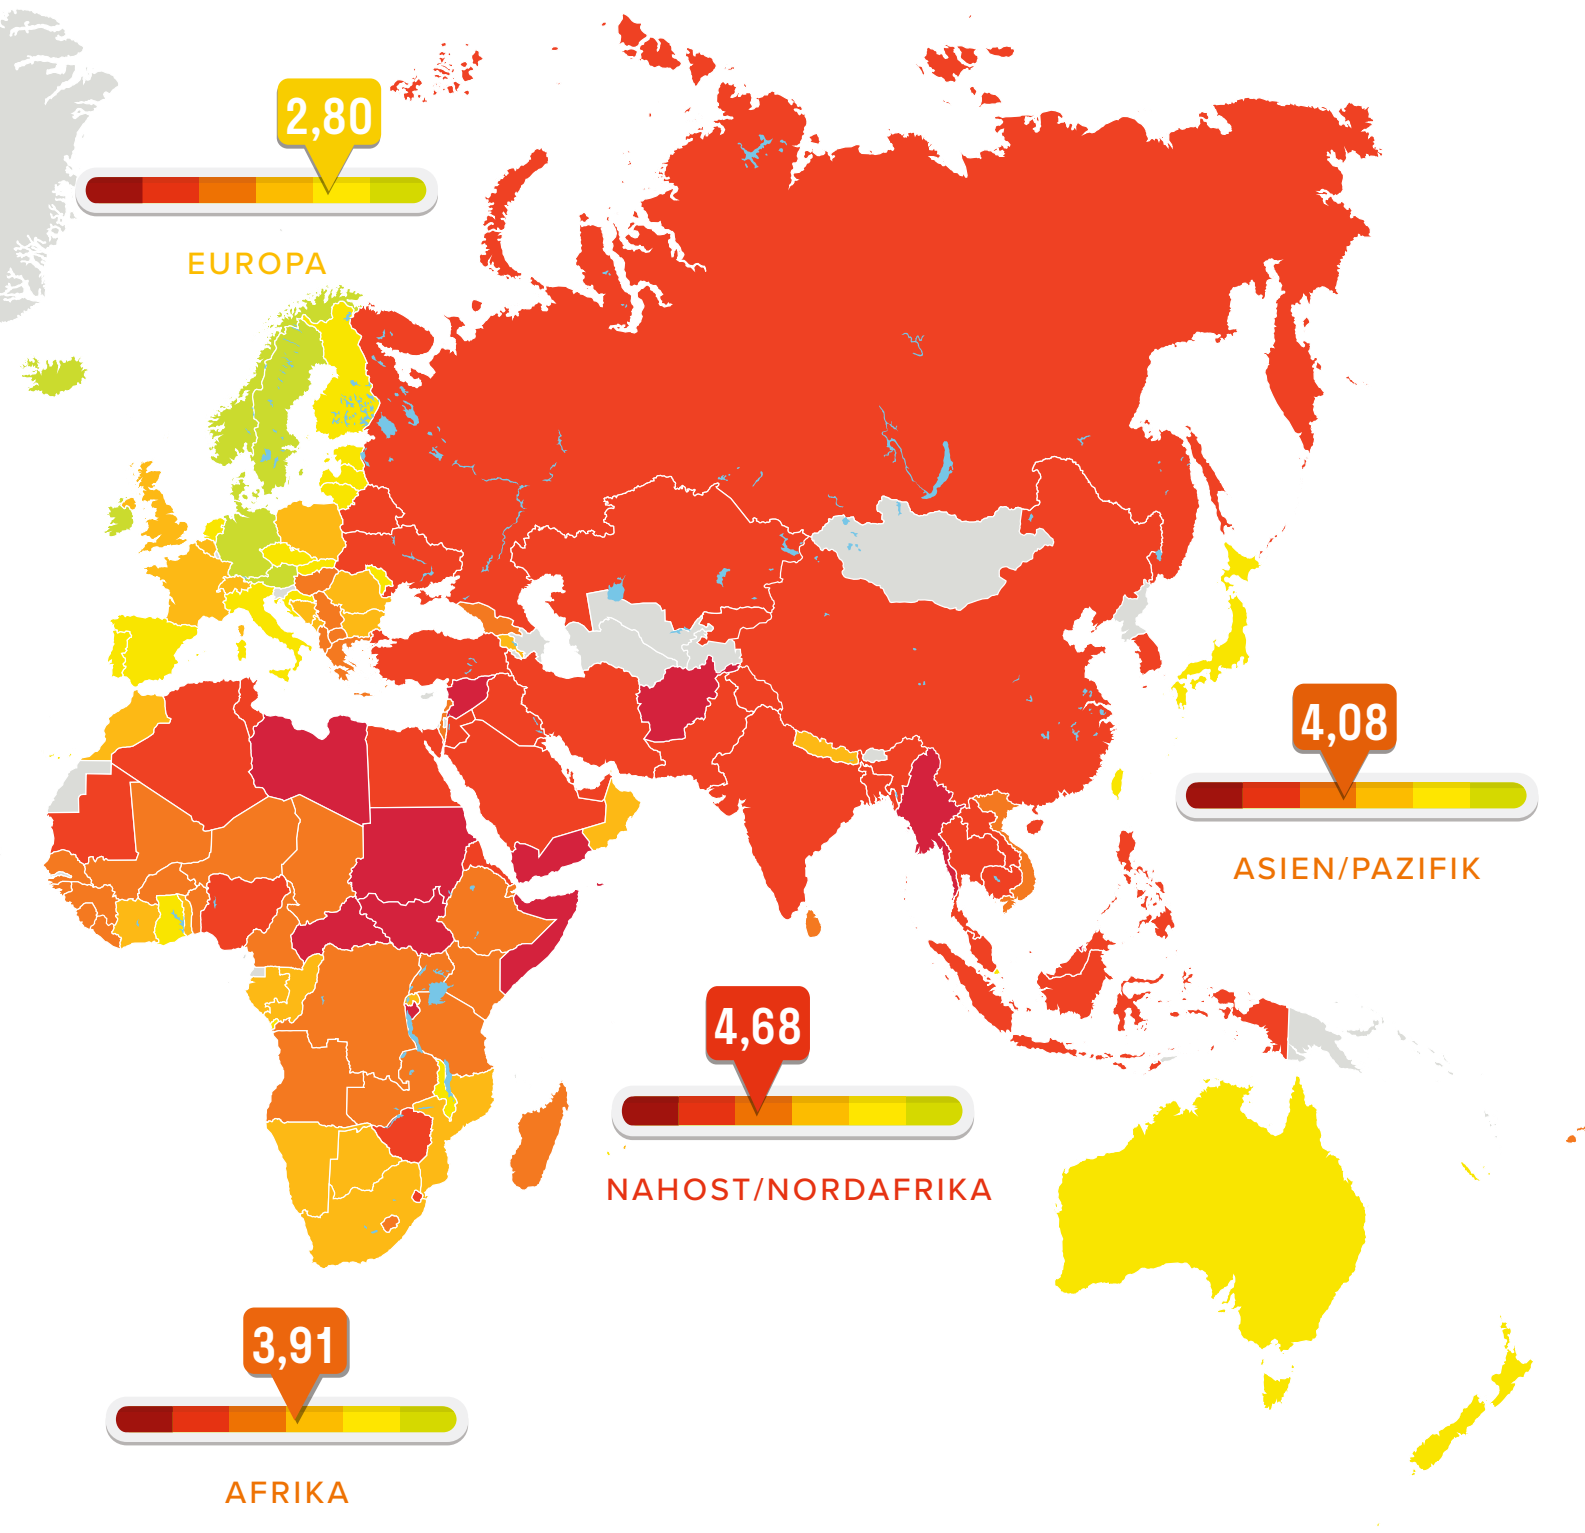 2,80
EUROPA
4,08
ASIEN/PAZIFIK
4,68
NAHOST/NORDAFRIKA
3,91
AFRIKA